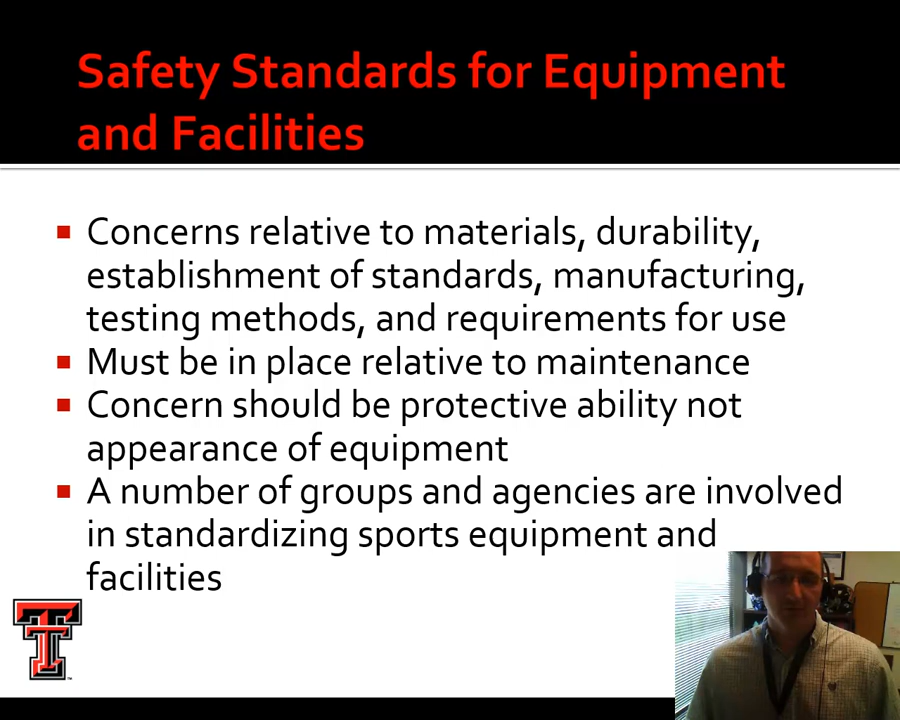 Safety Standards for Equipment
and Facilities
Concerns relative to materials, durability,
establishment of standards, manufacturing,
testing methods, and requirements for use
Must be in place relative to maintenance
Concern should be protective ability not
appearance of equipment
A number of groups and agencies are involved
in standardizing sports equipment and
facilities